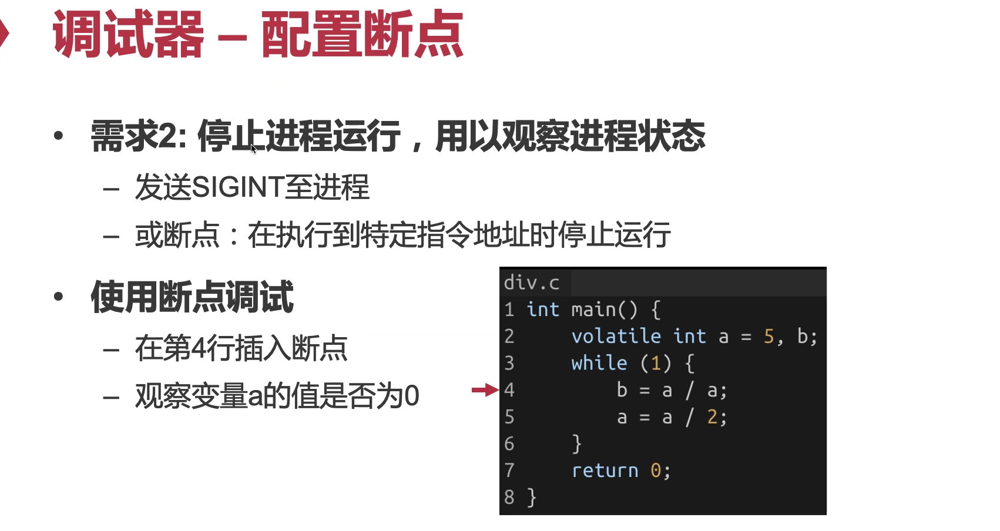 调试器 – 配置断点
• 需求2: 停止进程运行，用以观察进程状态
– 发送SIGINT至进程
– 或断点：在执行到特定指令地址时停止运行
• 使用断点调试
– 在第4行插入断点
– 观察变量a的值是否为0
div.c
1 int main() {
2     volatile int a = 5, b;
3     while (1) {
4         b = a / a;
5         a = a / 2;
6     }
7     return 0;
8 }